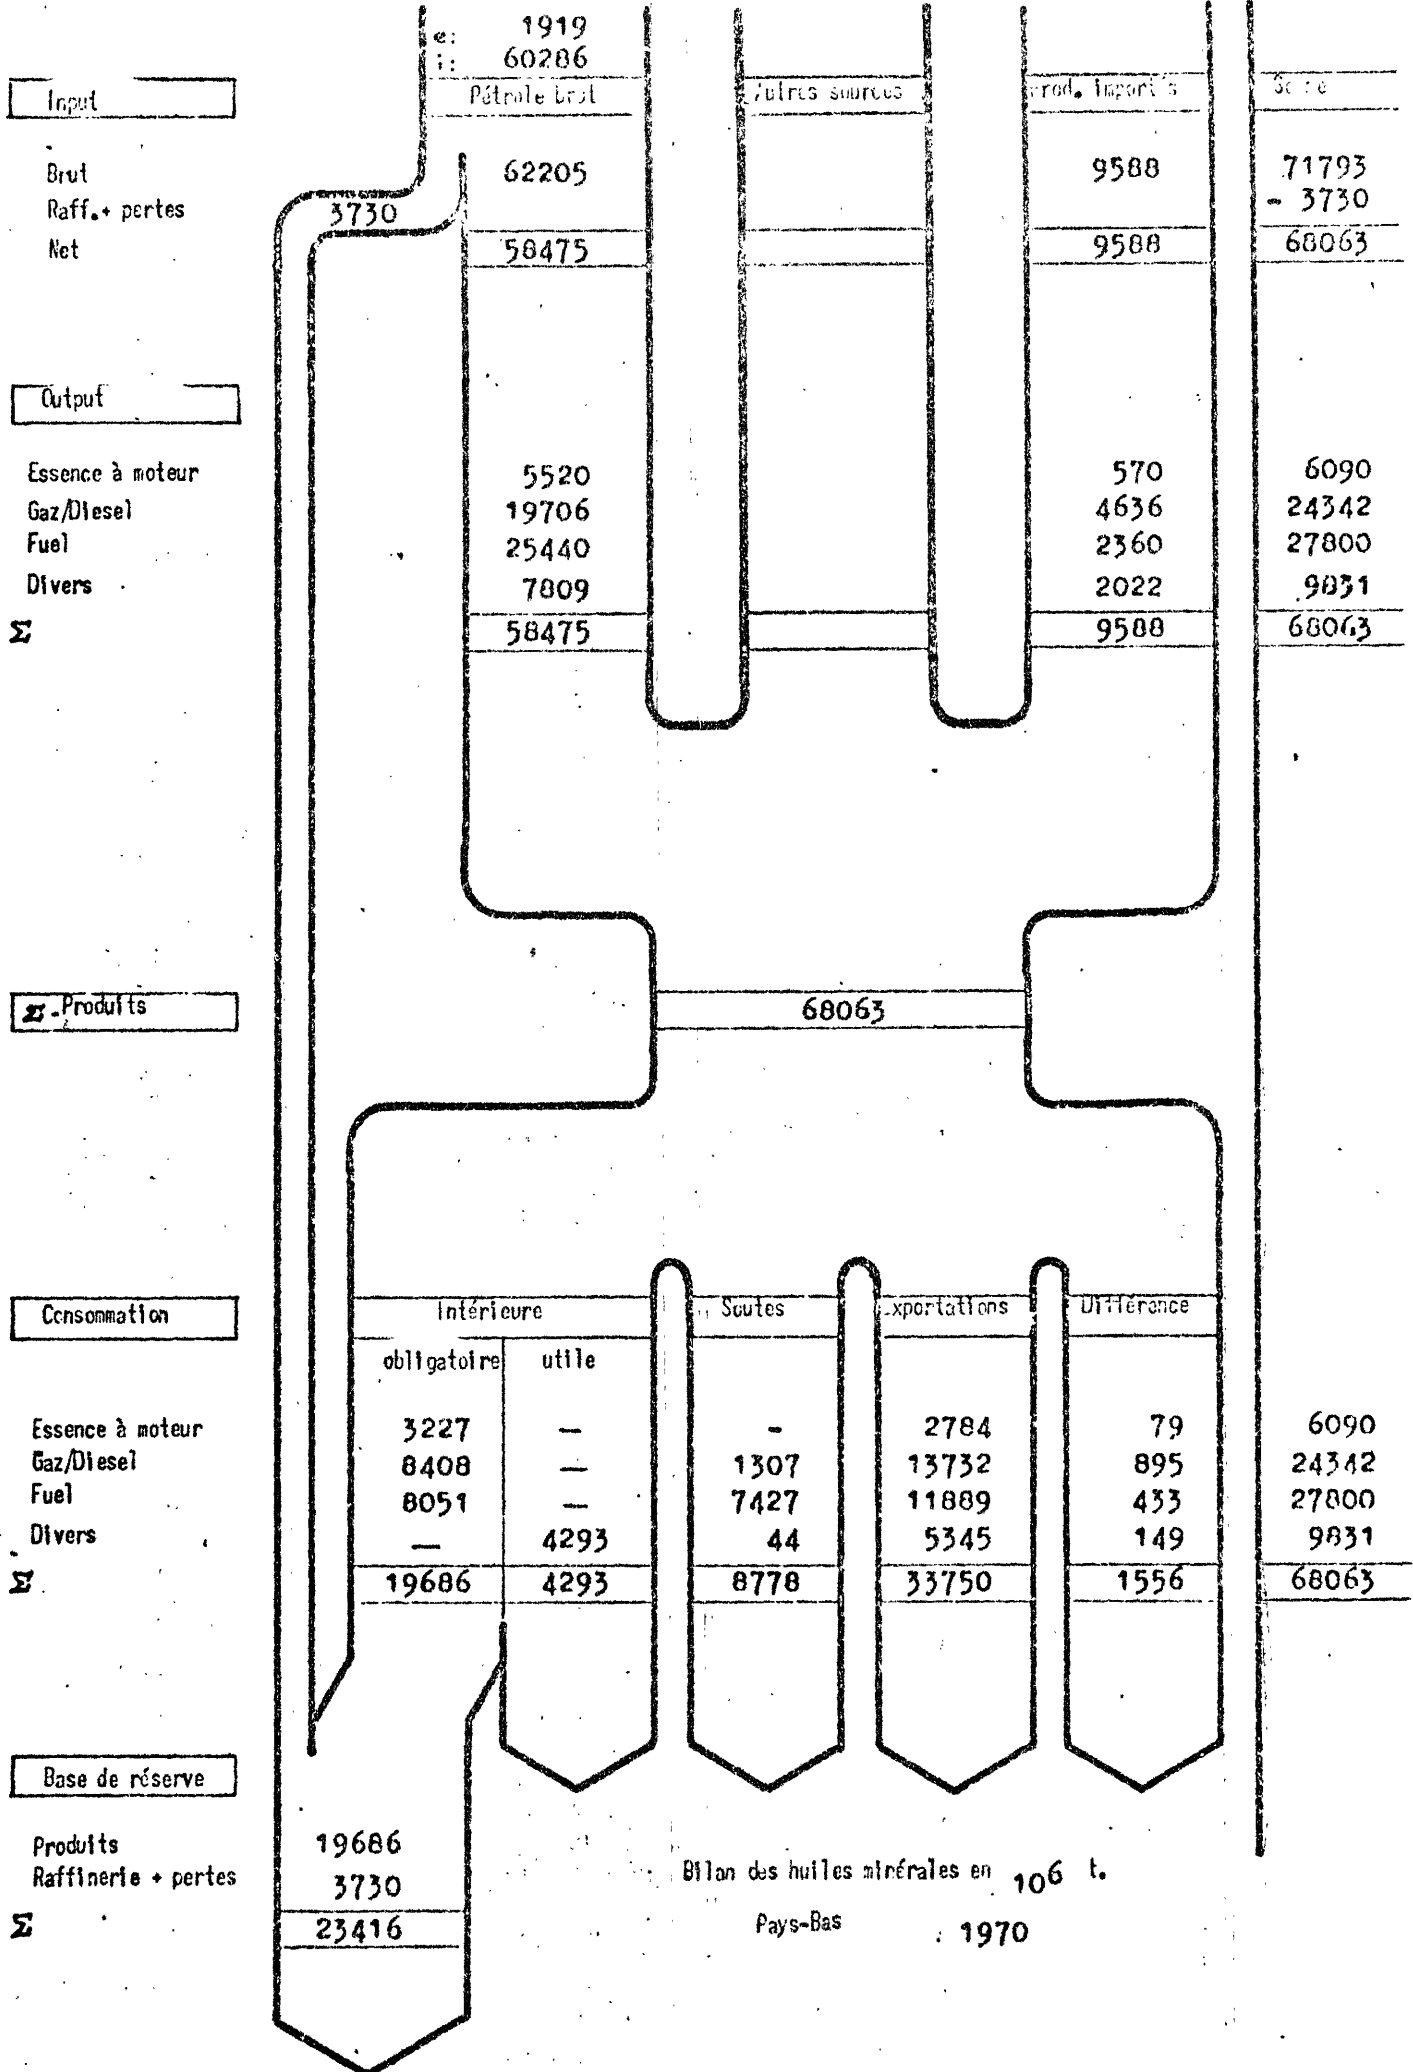 e: 1919
i: 60286
Input Pétrole brut Autres sources Prod. importés
Brut 62205 9588 71793
Raff.+ pertes 3730 - 3730
Net 58475 9588 68063
Output
Essence à moteur 5520 570 6090
Gaz/Diesel 19706 4636 24342
Fuel 25440 2360 27800
Divers 7809 2022 9831
Σ 58475 9588 68063
Σ-Produits 68063
Consommation Intérieure Soutes Exportations Différance
obligatoire utile
Essence à moteur 3227 — - 2784 79 6090
Gaz/Diesel 8408 — 1307 13732 895 24342
Fuel 8051 — 7427 11889 433 27800
Divers — 4293 44 5345 149 9831
Σ 19686 4293 8778 33750 1556 68063
Base de réserve
Produits 19686
Raffinerie + pertes 3730
Σ 23416
Bilan des huiles minérales en 10⁶ t.
Pays-Bas : 1970